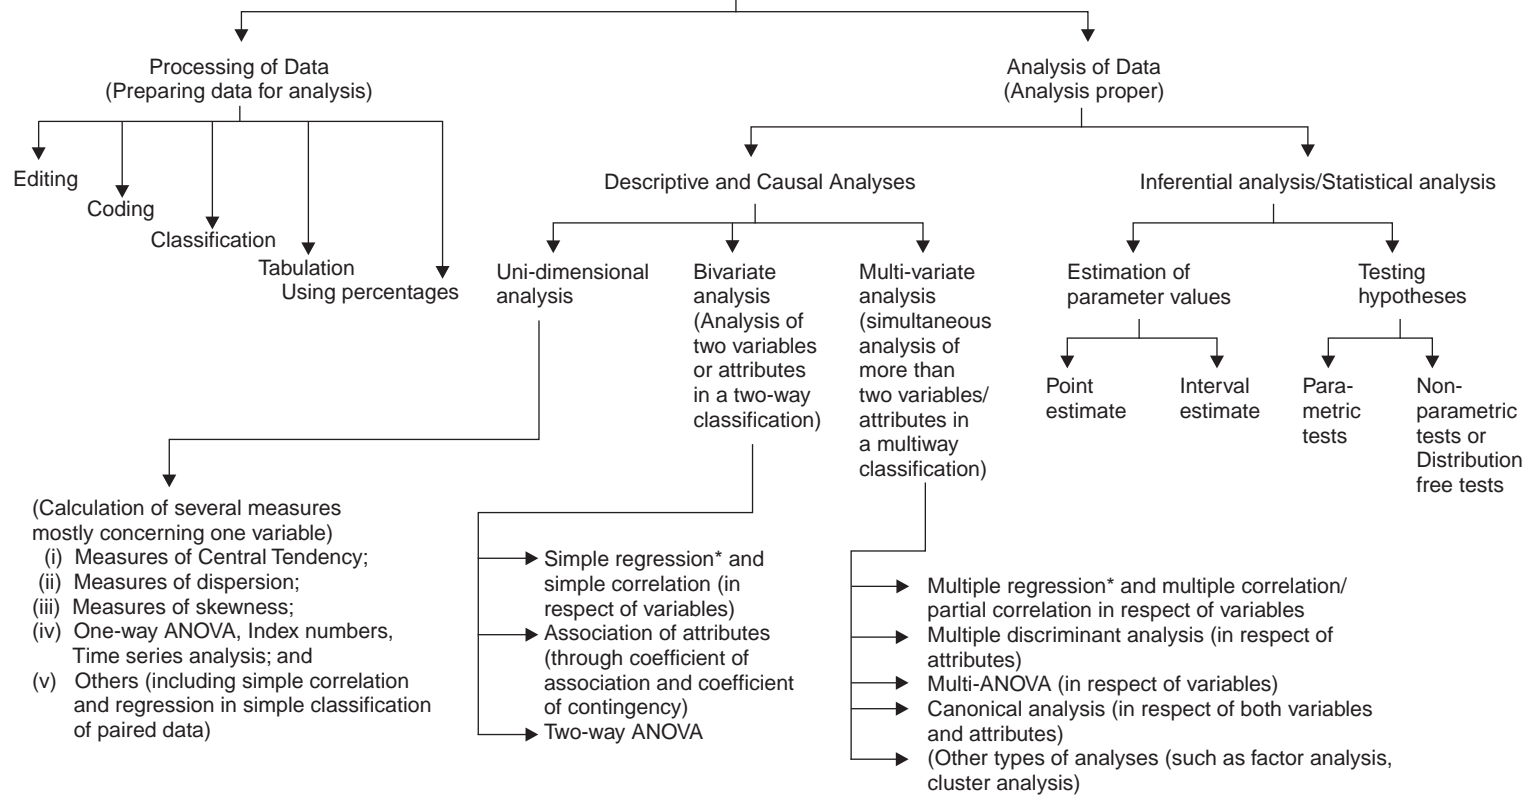 Processing of Data
(Preparing data for analysis)
Analysis of Data
(Analysis proper)
Editing
Coding
Classification
Tabulation
Using percentages
Descriptive and Causal Analyses
Inferential analysis/Statistical analysis
Uni-dimensional
analysis
Bivariate
analysis
(Analysis of
two variables
or attributes
in a two-way
classification)
Multi-variate
analysis
(simultaneous
analysis of
more than
two variables/
attributes in
a multiway
classification)
Estimation of
parameter values
Testing
hypotheses
Point
estimate
Interval
estimate
Para-
metric
tests
Non-
parametric
tests or
Distribution
free tests
(Calculation of several measures
mostly concerning one variable)
(i) Measures of Central Tendency;
(ii) Measures of dispersion;
(iii) Measures of skewness;
(iv) One-way ANOVA, Index numbers,
Time series analysis; and
(v) Others (including simple correlation
and regression in simple classification
of paired data)
Simple regression* and
simple correlation (in
respect of variables)
Association of attributes
(through coefficient of
association and coefficient
of contingency)
Two-way ANOVA
Multiple regression* and multiple correlation/
partial correlation in respect of variables
Multiple discriminant analysis (in respect of
attributes)
Multi-ANOVA (in respect of variables)
Canonical analysis (in respect of both variables
and attributes)
(Other types of analyses (such as factor analysis,
cluster analysis)